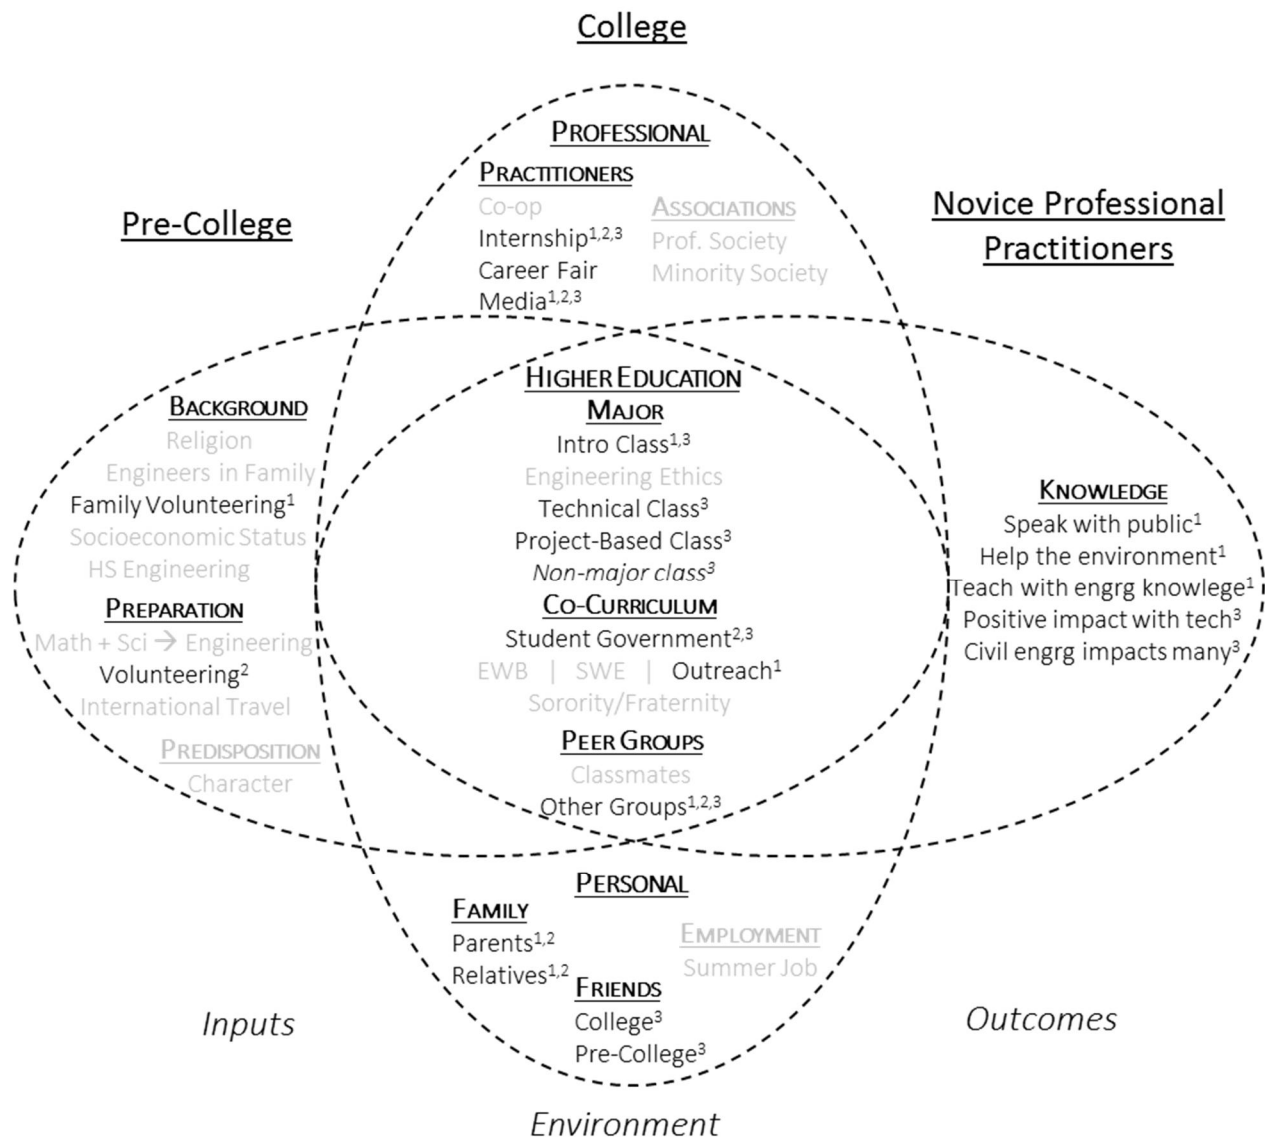 College
Pre-College
Novice Professional
Practitioners
PROFESSIONAL
PRACTITIONERS
Co-op
Internship1,2,3
Career Fair
Media1,2,3
ASSOCIATIONS
Prof. Society
Minority Society
BACKGROUND
Religion
Engineers in Family
Family Volunteering1
Socioeconomic Status
HS Engineering
PREPARATION
Math + Sci → Engineering
Volunteering2
International Travel
PREDISPOSITION
Character
HIGHER EDUCATION
MAJOR
Intro Class1,3
Engineering Ethics
Technical Class3
Project-Based Class3
Non-major class3
CO-CURRICULUM
Student Government2,3
EWB | SWE | Outreach1
Sorority/Fraternity
PEER GROUPS
Classmates
Other Groups1,2,3
KNOWLEDGE
Speak with public1
Help the environment1
Teach with engrg knowlege1
Positive impact with tech3
Civil engrg impacts many3
PERSONAL
FAMILY
Parents1,2
Relatives1,2
EMPLOYMENT
Summer Job
FRIENDS
College3
Pre-College3
Inputs
Outcomes
Environment